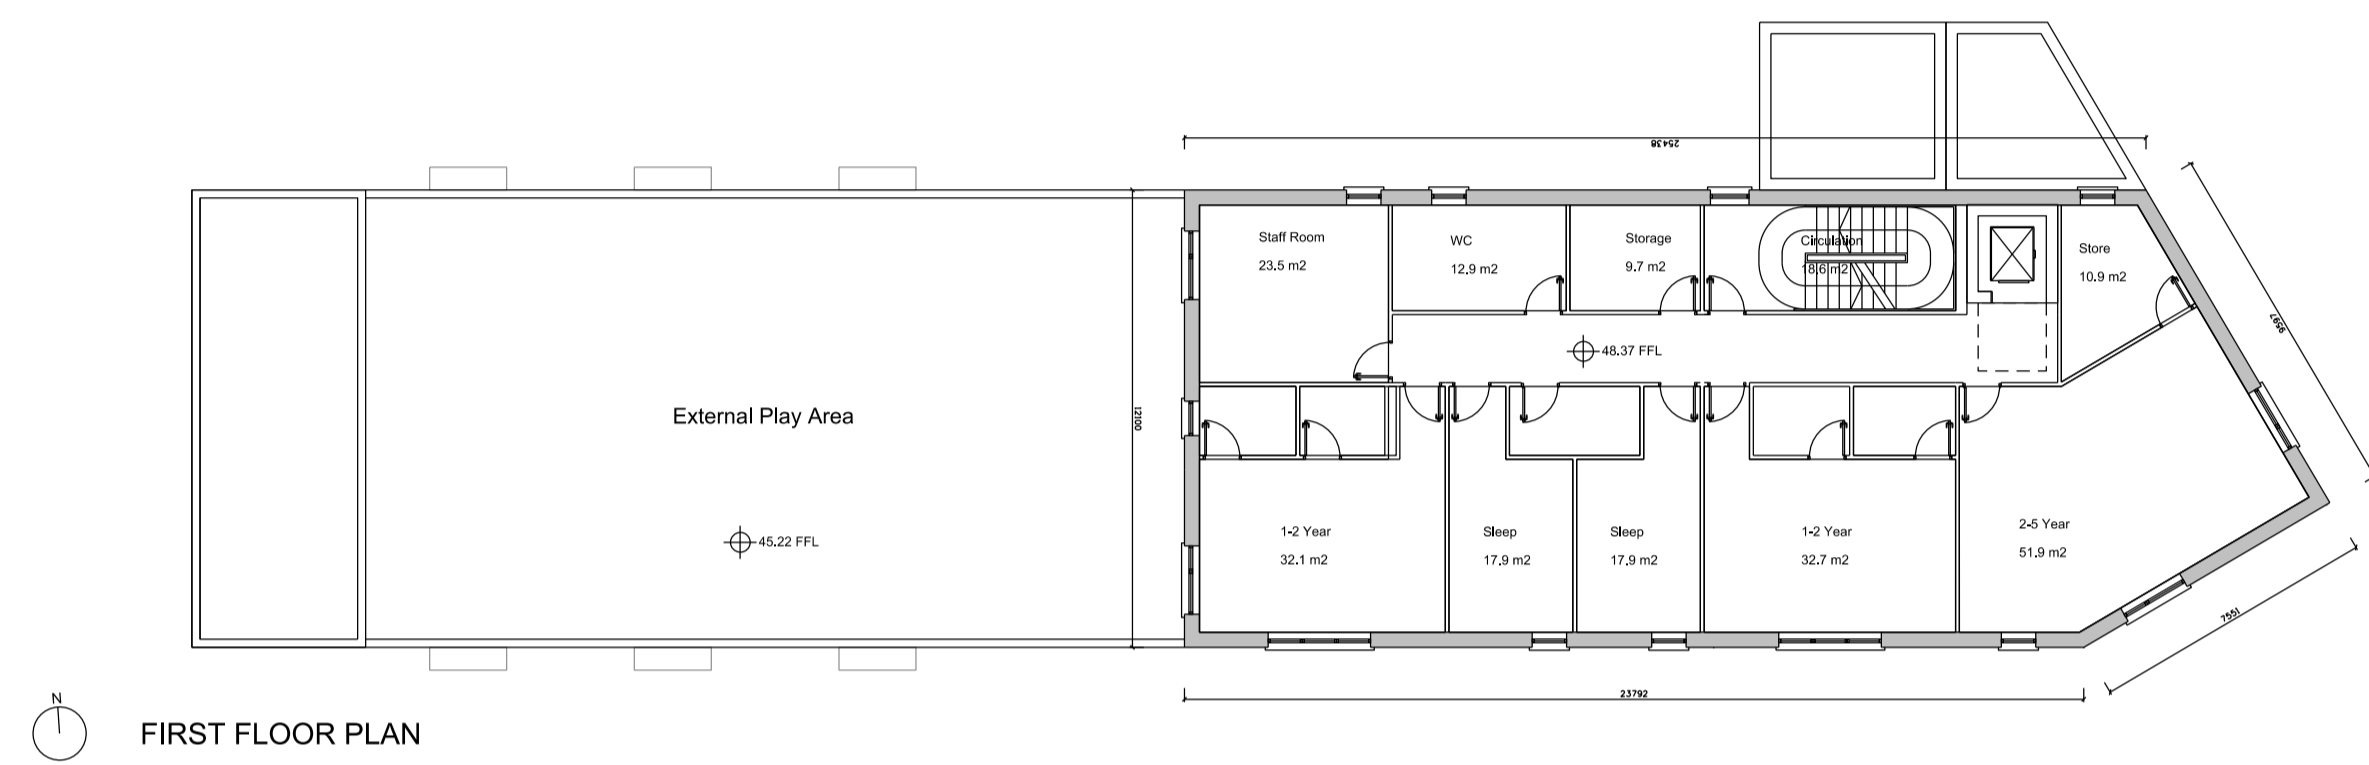 25438
Staff Room
23.5 m2
WC
12.9 m2
Storage
9.7 m2
Circulation
18.6 m2
Store
10.9 m2
9597
48.37 FFL
External Play Area
12100
45.22 FFL
1-2 Year
32.1 m2
Sleep
17.9 m2
Sleep
17.9 m2
1-2 Year
32.7 m2
2-5 Year
51.9 m2
7551
23792
N
FIRST FLOOR PLAN